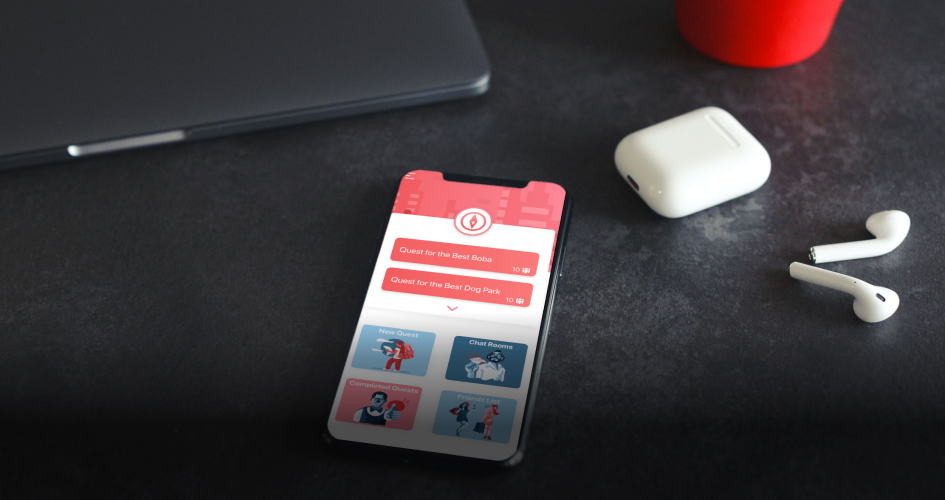 Quest for the Best Boba
10
Quest for the Best Dog Park
10
New Quest
Chat Rooms
Completed Quests
Friends List